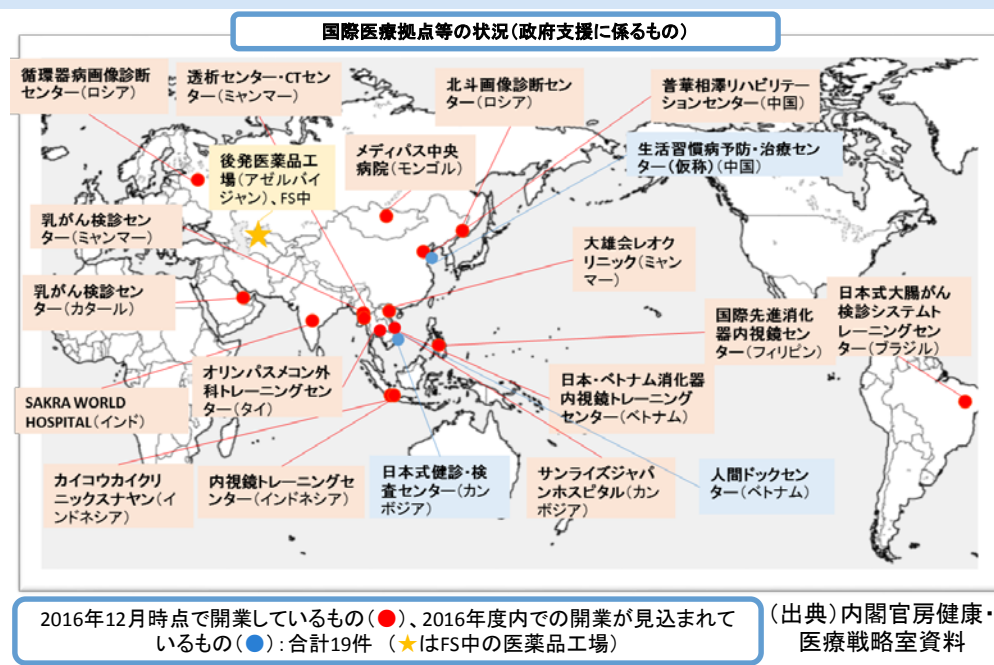 国際医療拠点等の状況(政府支援に係るもの)
循環器病画像診断
センター(ロシア)
透析センター・CTセン
ター(ミャンマー)
北斗画像診断セン
ター(ロシア)
普華相澤リハビリテー
ションセンター(中国)
後発医薬品工
場(アゼルバイ
ジャン)、FS中
メディパス中央
病院(モンゴル)
生活習慣病予防・治療セン
ター(仮称)(中国)
乳がん検診セン
ター(ミャンマー)
大雄会レオク
リニック(ミャン
マー)
乳がん検診セン
ター(カタール)
国際先進消化
器内視鏡セン
ター(フィリピン)
日本式大腸がん
検診システムト
レーニングセン
ター(ブラジル)
SAKRA WORLD
HOSPITAL(インド)
オリンパスメコン外
科トレーニングセン
ター(タイ)
日本・ベトナム消化器
内視鏡トレーニング
センター(ベトナム)
カイコウカイクリ
ニックスナヤン(イ
ンドネシア)
内視鏡トレーニングセ
ンター(インドネシア)
日本式健診・検
査センター(カン
ボジア)
サンライズジャパ
ンホスピタル(カン
ボジア)
人間ドックセン
ター(ベトナム)
2016年12月時点で開業しているもの(●)、2016年度内での開業が見込まれて
いるもの(●):合計19件 (★はFS中の医薬品工場)
(出典)内閣官房健康・
医療戦略室資料